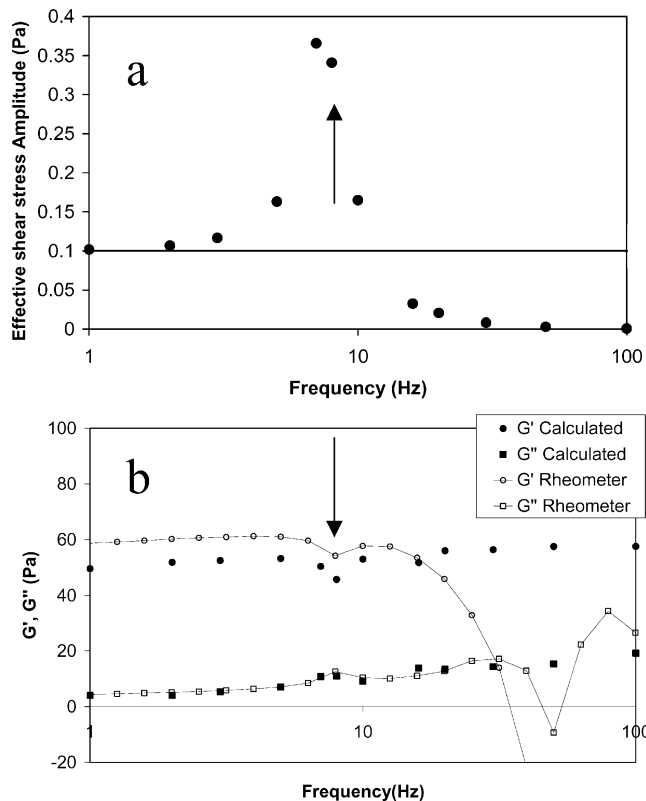 0.4
0.35
0.3
0.25
0.2
0.15
0.1
0.05
0
Effective shear stress Amplitude (Pa)
a
1
10
100
Frequency (Hz)
100
80
60
40
20
0
-20
G', G'' (Pa)
b
G' Calculated
G" Calculated
G' Rheometer
G" Rheometer
1
10
100
Frequency(Hz)